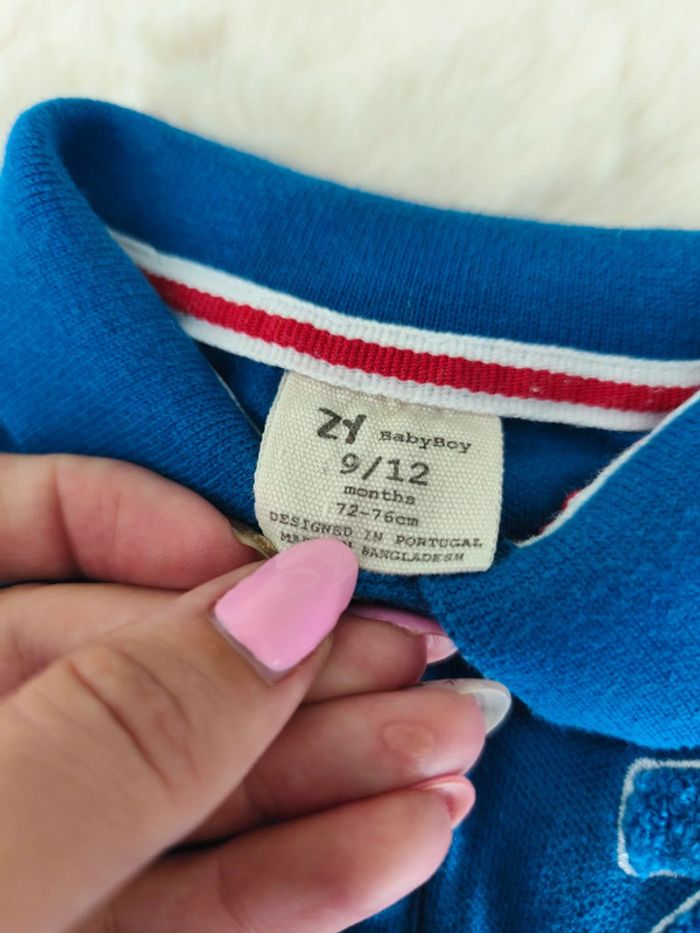 ZY BabyBoy
9/12
months
72-76cm
DESIGNED IN PORTUGAL
BANGLADESH